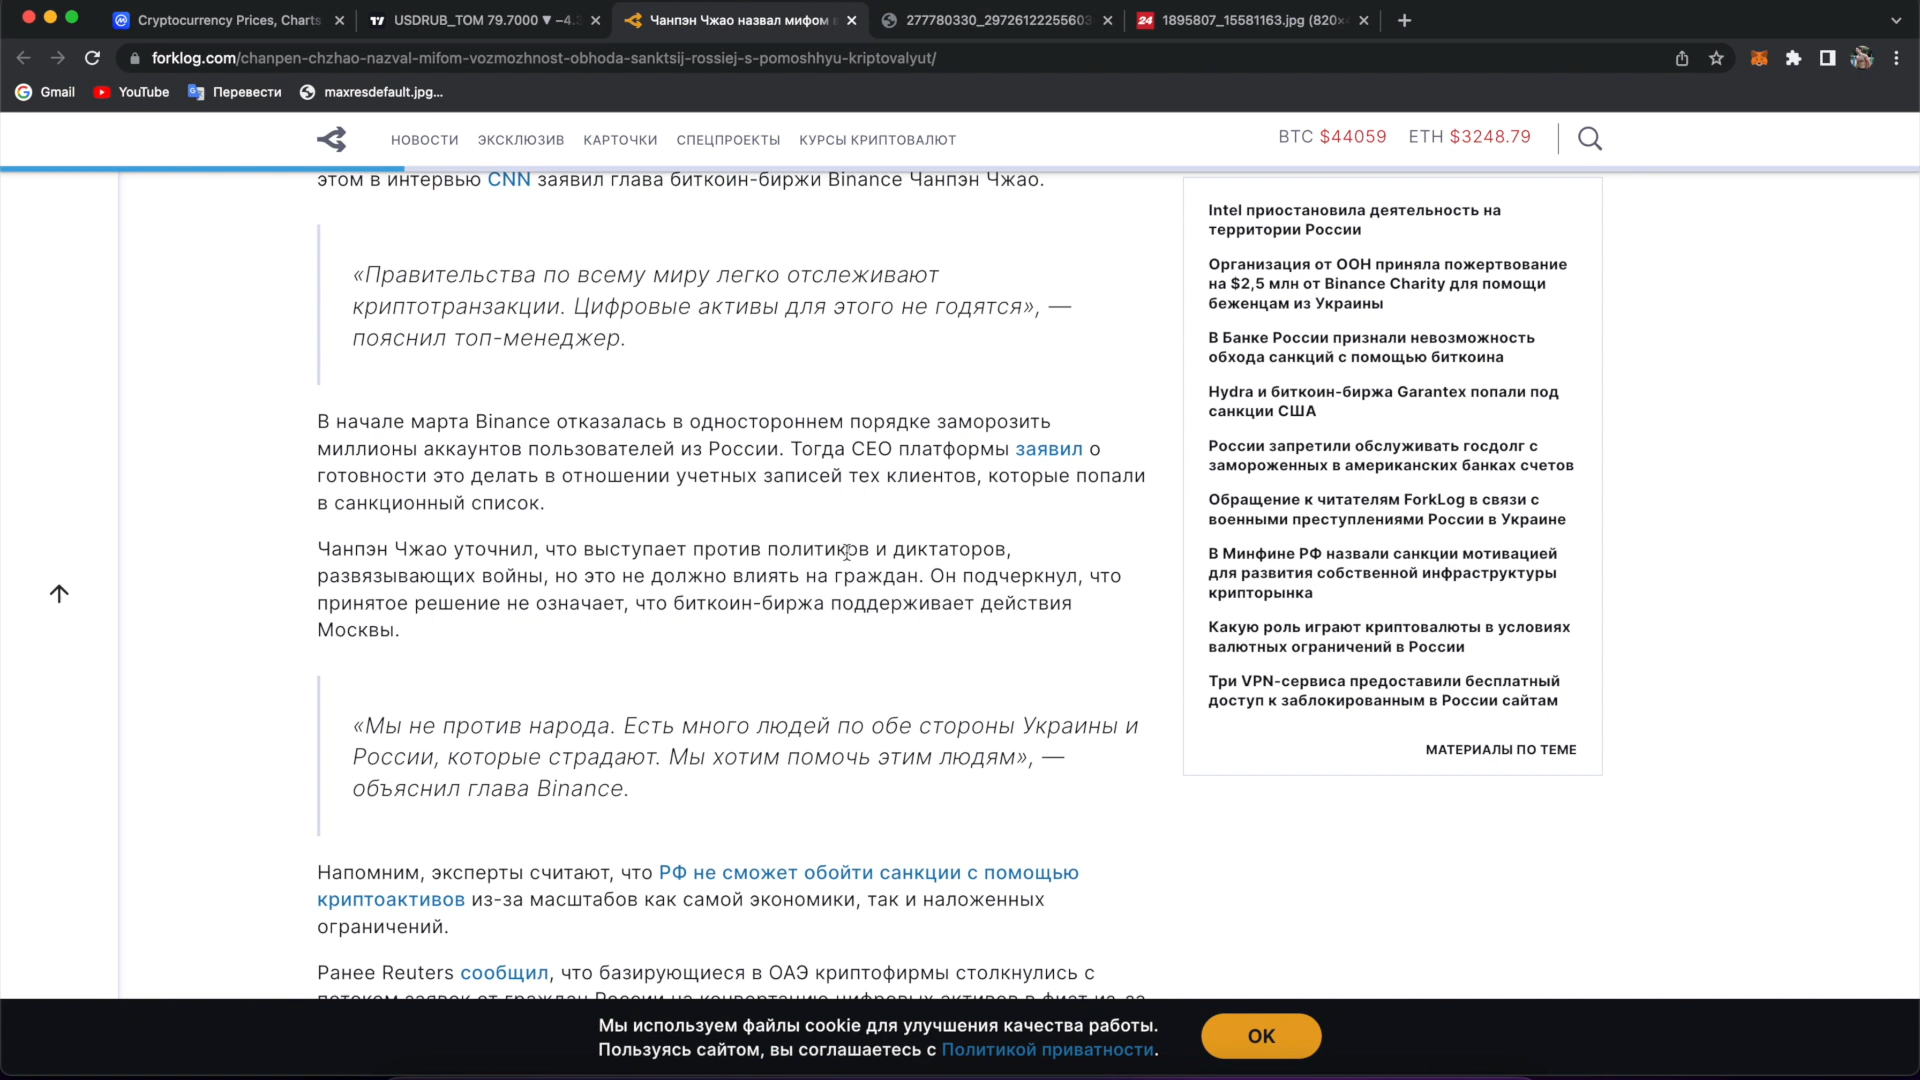 Cryptocurrency Prices, Charts
USDRUB_TOM 79.7000 ▼ −4.3
Чанпэн Чжао назвал мифом в
277780330_29726122255603
1895807_15581163.jpg (820×
forklog.com/chanpen-chzhao-nazval-mifom-vozmozhnost-obhoda-sanktsij-rossiej-s-pomoshhyu-kriptovalyut/
Gmail
YouTube
Перевести
maxresdefault.jpg...
НОВОСТИ
ЭКСКЛЮЗИВ
КАРТОЧКИ
СПЕЦПРОЕКТЫ
КУРСЫ КРИПТОВАЛЮТ
BTC $44059
ETH $3248.79
этом в интервью CNN заявил глава биткоин-биржи Binance Чанпэн Чжао.
«Правительства по всему миру легко отслеживают
криптотранзакции. Цифровые активы для этого не годятся», —
пояснил топ-менеджер.
В начале марта Binance отказалась в одностороннем порядке заморозить
миллионы аккаунтов пользователей из России. Тогда CEO платформы заявил о
готовности это делать в отношении учетных записей тех клиентов, которые попали
в санкционный список.
Чанпэн Чжао уточнил, что выступает против политиков и диктаторов,
развязывающих войны, но это не должно влиять на граждан. Он подчеркнул, что
принятое решение не означает, что биткоин-биржа поддерживает действия
Москвы.
«Мы не против народа. Есть много людей по обе стороны Украины и
России, которые страдают. Мы хотим помочь этим людям», —
объяснил глава Binance.
Напомним, эксперты считают, что РФ не сможет обойти санкции с помощью
криптоактивов из-за масштабов как самой экономики, так и наложенных
ограничений.
Ранее Reuters сообщил, что базирующиеся в ОАЭ криптофирмы столкнулись с
потоком заявок от граждан России на конвертацию цифровых активов в фиат из-за
Intel приостановила деятельность на
территории России
Организация от ООН приняла пожертвование
на $2,5 млн от Binance Charity для помощи
беженцам из Украины
В Банке России признали невозможность
обхода санкций с помощью биткоина
Hydra и биткоин-биржа Garantex попали под
санкции США
России запретили обслуживать госдолг с
замороженных в американских банках счетов
Обращение к читателям ForkLog в связи с
военными преступлениями России в Украине
В Минфине РФ назвали санкции мотивацией
для развития собственной инфраструктуры
крипторынка
Какую роль играют криптовалюты в условиях
валютных ограничений в России
Три VPN-сервиса предоставили бесплатный
доступ к заблокированным в России сайтам
МАТЕРИАЛЫ ПО ТЕМЕ
Мы используем файлы cookie для улучшения качества работы.
Пользуясь сайтом, вы соглашаетесь с Политикой приватности.
OK